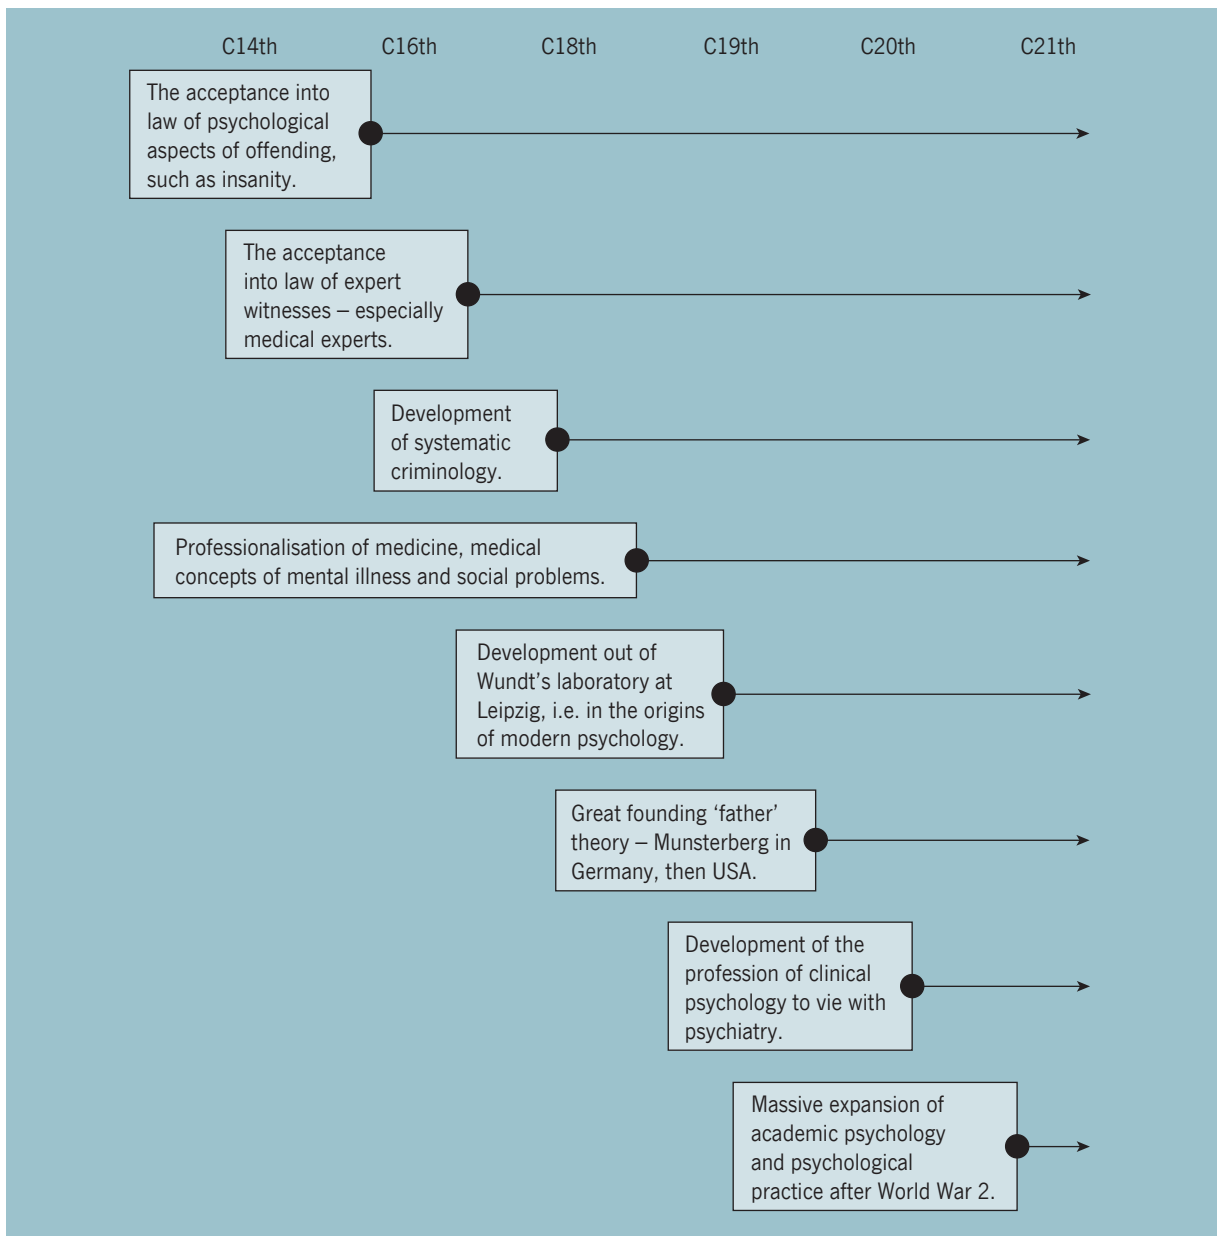 C14th C16th C18th C19th C20th C21th
The acceptance into
law of psychological
aspects of offending,
such as insanity.
The acceptance
into law of expert
witnesses – especially
medical experts.
Development
of systematic
criminology.
Professionalisation of medicine, medical
concepts of mental illness and social problems.
Development out of
Wundt’s laboratory at
Leipzig, i.e. in the origins
of modern psychology.
Great founding ‘father’
theory – Munsterberg in
Germany, then USA.
Development of the
profession of clinical
psychology to vie with
psychiatry.
Massive expansion of
academic psychology
and psychological
practice after World War 2.